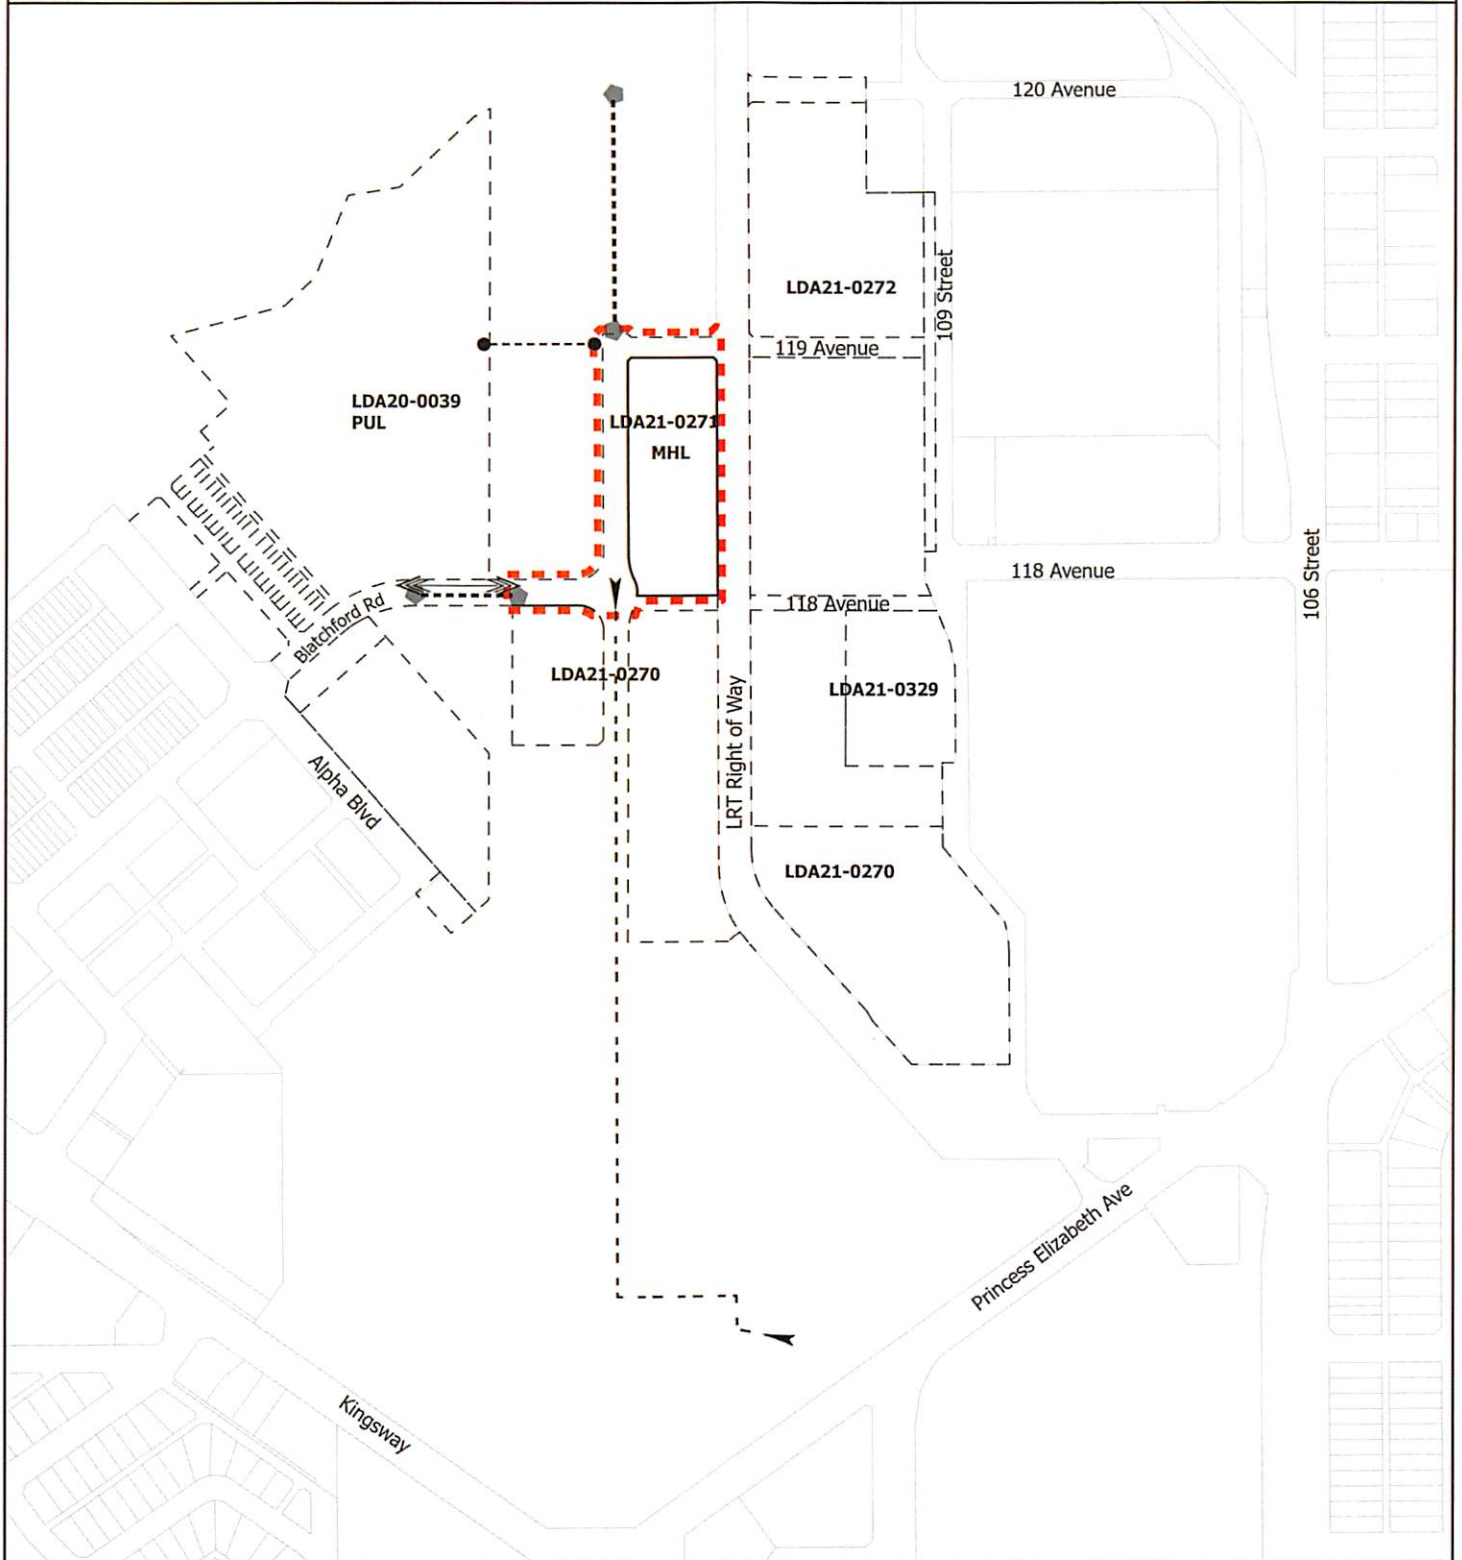 120 Avenue
LDA21-0272
109 Street
119 Avenue
LDA20-0039
PUL
LDA21-0271
MHL
118 Avenue
106 Street
118 Avenue
Blatchford Rd
LDA21-0270
LDA21-0329
LRT Right of Way
Alpha Blvd
LDA21-0270
Princess Elizabeth Ave
Kingsway